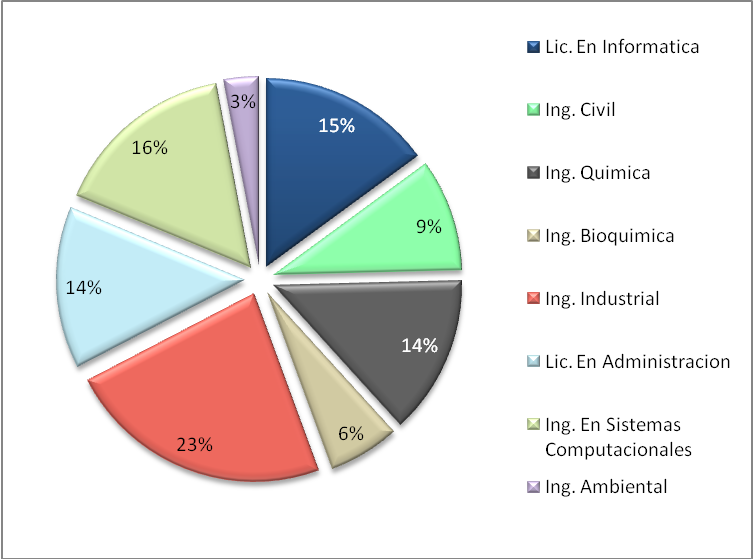 15%
9%
14%
6%
23%
14%
16%
3%
Lic. En Informatica
Ing. Civil
Ing. Quimica
Ing. Bioquimica
Ing. Industrial
Lic. En Administracion
Ing. En Sistemas
Computacionales
Ing. Ambiental